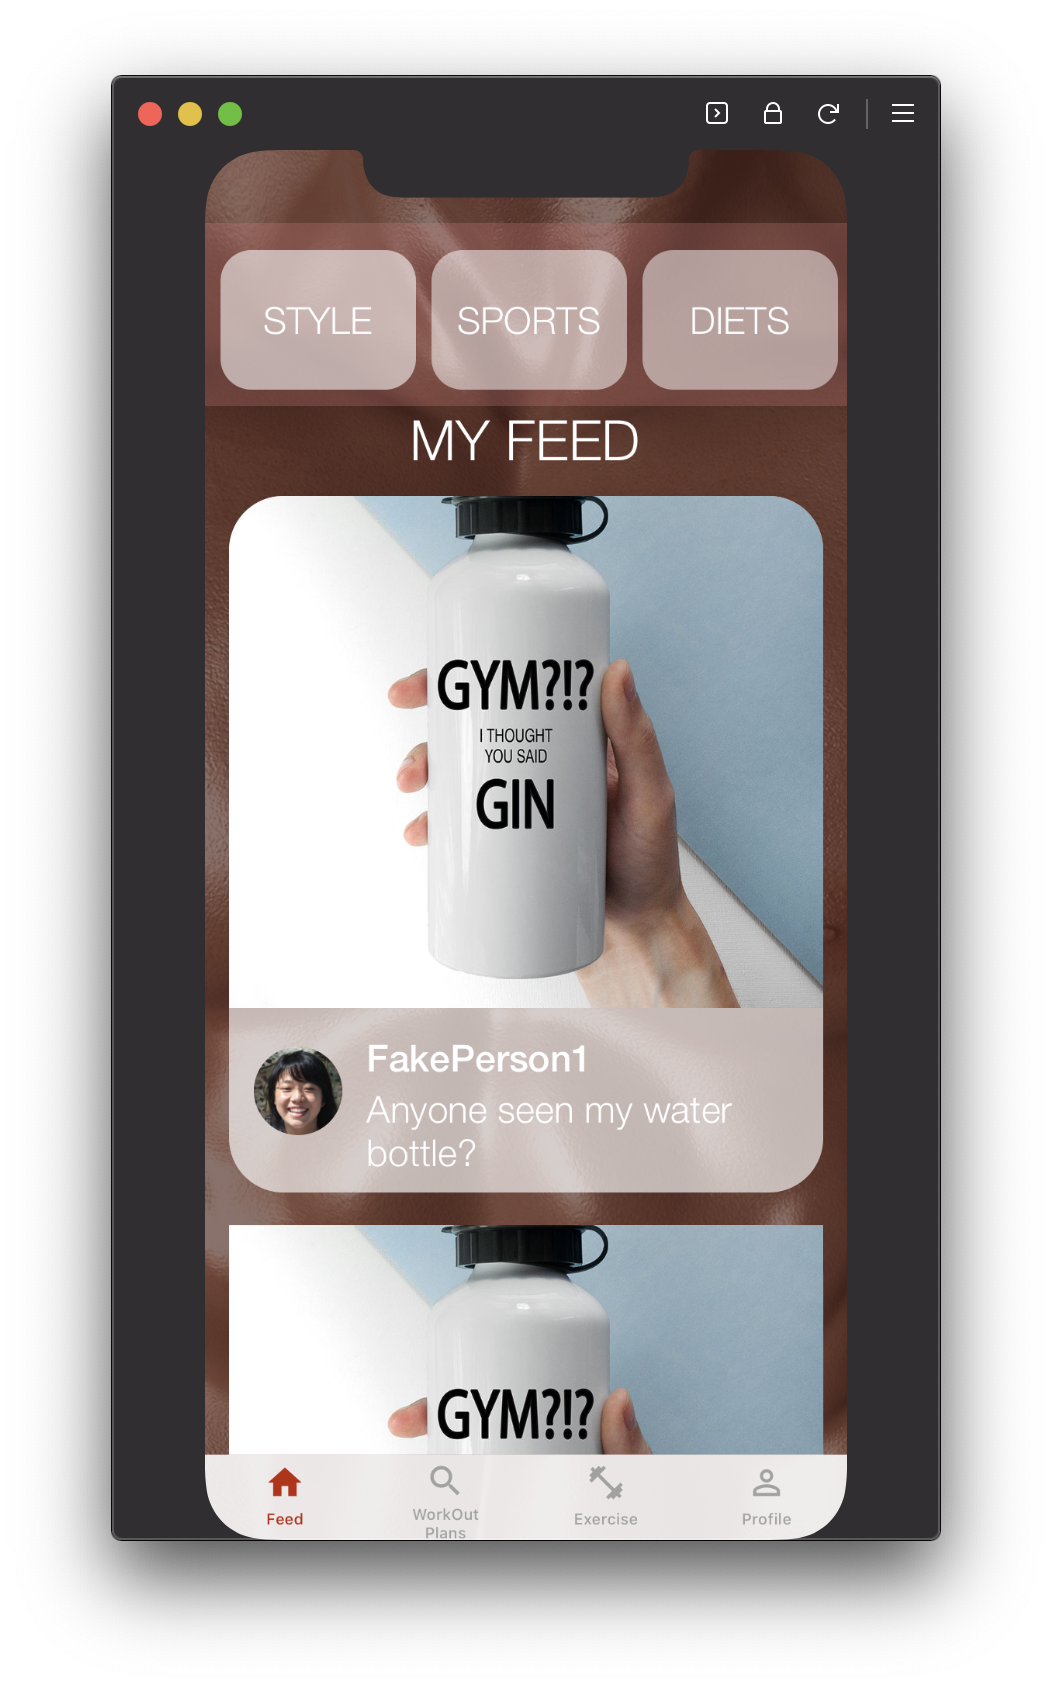 STYLE
SPORTS
DIETS
MY FEED
GYM?!?
I THOUGHT
YOU SAID
GIN
FakePerson1
Anyone seen my water
bottle?
GYM?!?
Feed
WorkOut
Plans
Exercise
Profile